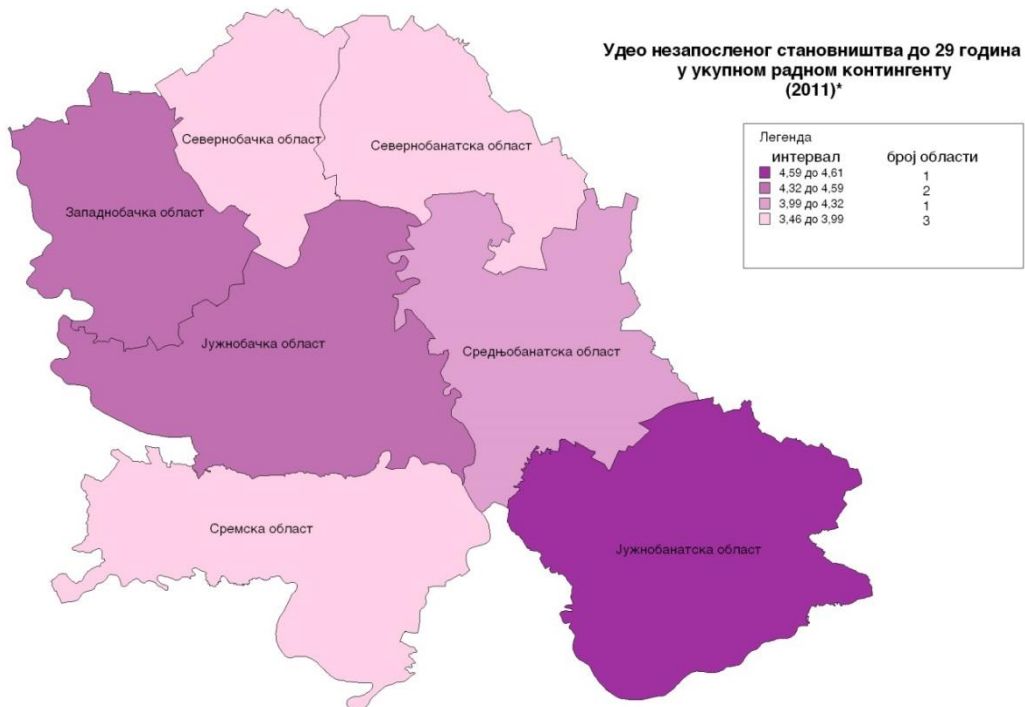 Удео незапосленог становништва до 29 година
у укупном радном контингенту
(2011)*
Легенда
интервал број области
4,59 до 4,61 1
4,32 до 4,59 2
3,99 до 4,32 1
3,46 до 3,99 3
Севернобачка област
Севернобанатска област
Западнобачка област
Јужнобачка област
Средњобанатска област
Сремска област
Јужнобанатска област